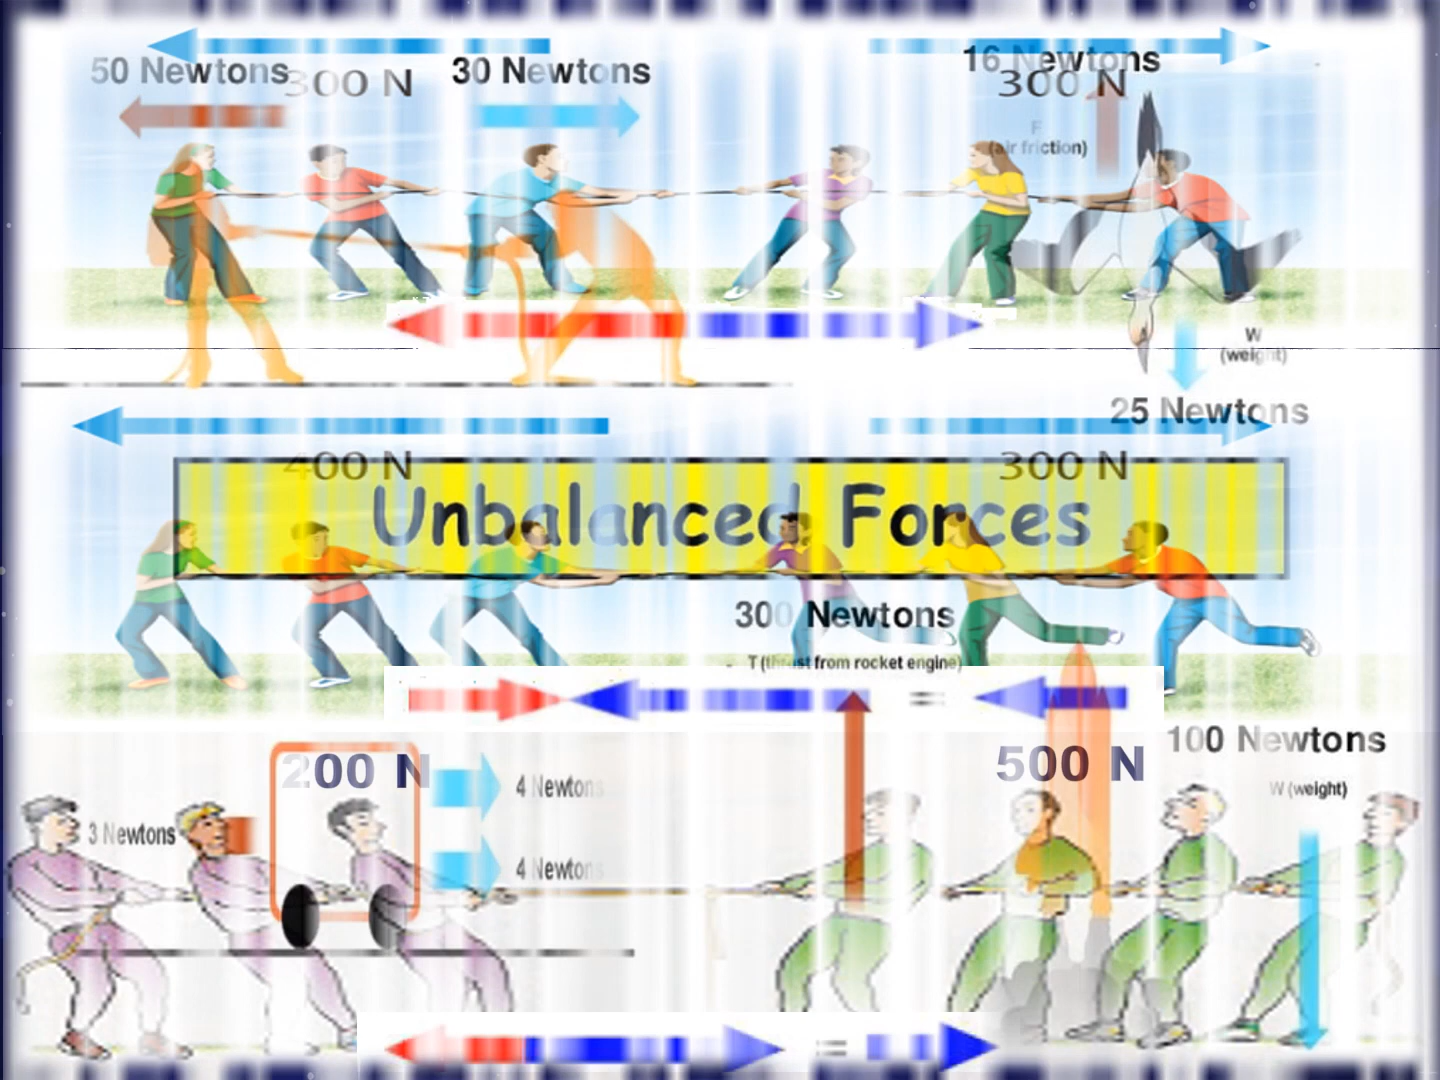 50 Newtons
300 N
30 Newtons
16 Newtons
300 N
F
(air friction)
W
(weight)
25 Newtons
400 N
300 N
Unbalanced Forces
300 Newtons
T (thrust from rocket engine)
=
200 N
500 N
100 Newtons
W (weight)
4 Newtons
3 Newtons
4 Newtons
=